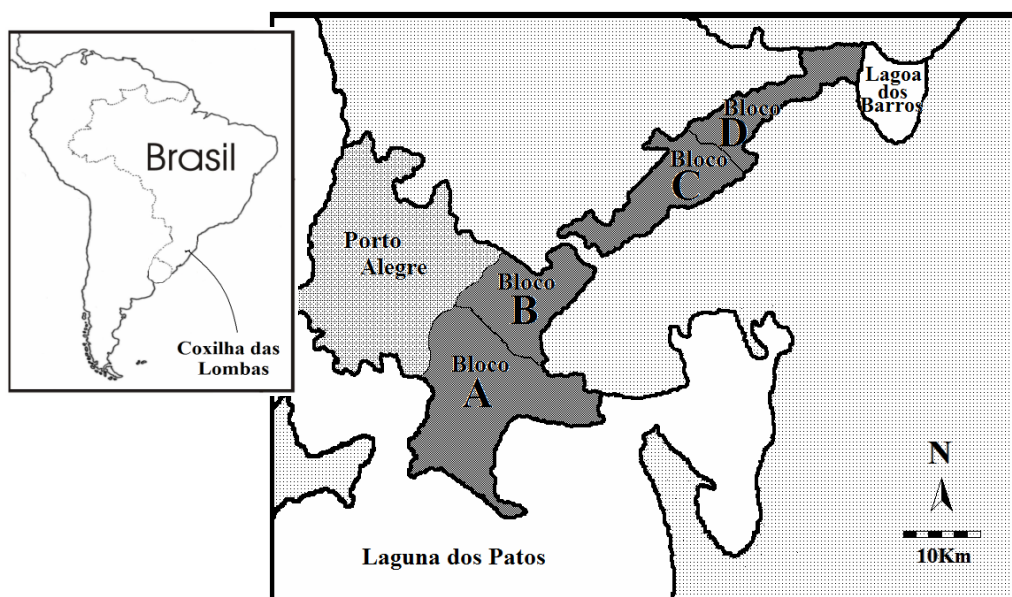 Brasil
Coxilha das
Lombas
Porto
Alegre
Bloco
A
Bloco
B
Bloco
C
Bloco
D
Lagoa
dos
Barros
Laguna dos Patos
N
10Km